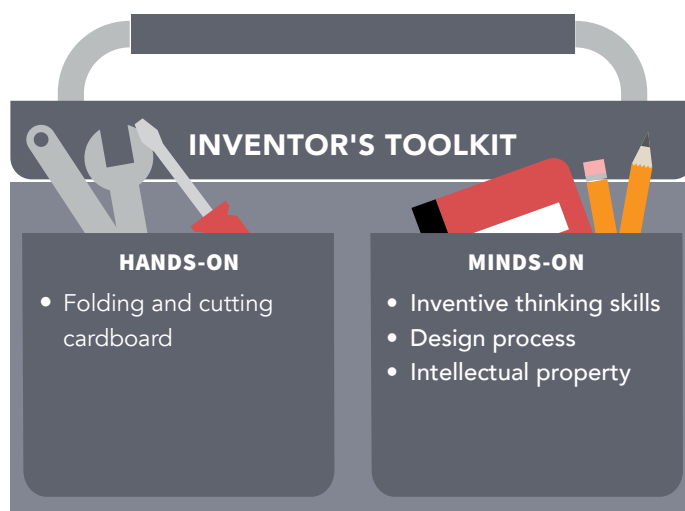 INVENTOR'S TOOLKIT
HANDS-ON
• Folding and cutting
cardboard
MINDS-ON
• Inventive thinking skills
• Design process
• Intellectual property